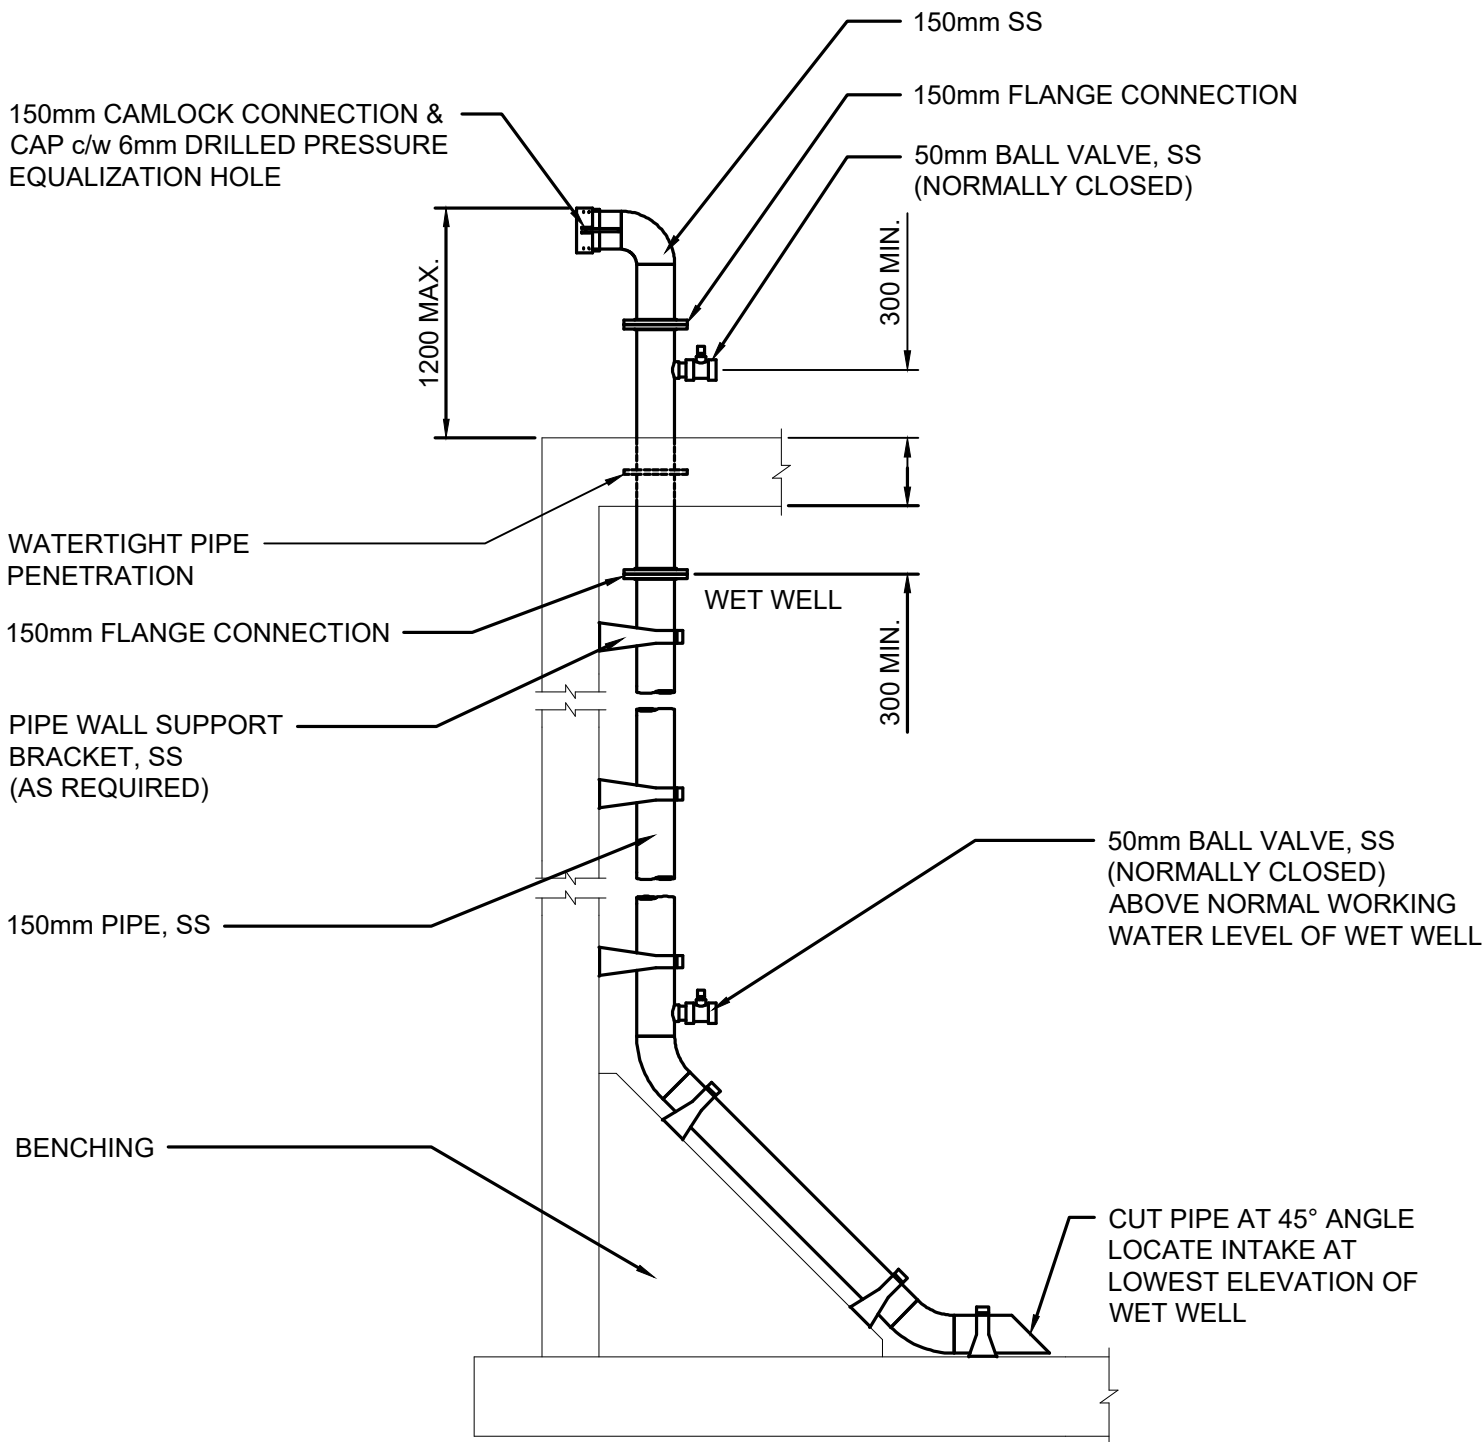 150mm SS
150mm CAMLOCK CONNECTION &
CAP c/w 6mm DRILLED PRESSURE
EQUALIZATION HOLE
150mm FLANGE CONNECTION
50mm BALL VALVE, SS
(NORMALLY CLOSED)
1200 MAX.
300 MIN.
WATERTIGHT PIPE
PENETRATION
WET WELL
150mm FLANGE CONNECTION
300 MIN.
PIPE WALL SUPPORT
BRACKET, SS
(AS REQUIRED)
50mm BALL VALVE, SS
(NORMALLY CLOSED)
ABOVE NORMAL WORKING
WATER LEVEL OF WET WELL
150mm PIPE, SS
BENCHING
CUT PIPE AT 45° ANGLE
LOCATE INTAKE AT
LOWEST ELEVATION OF
WET WELL